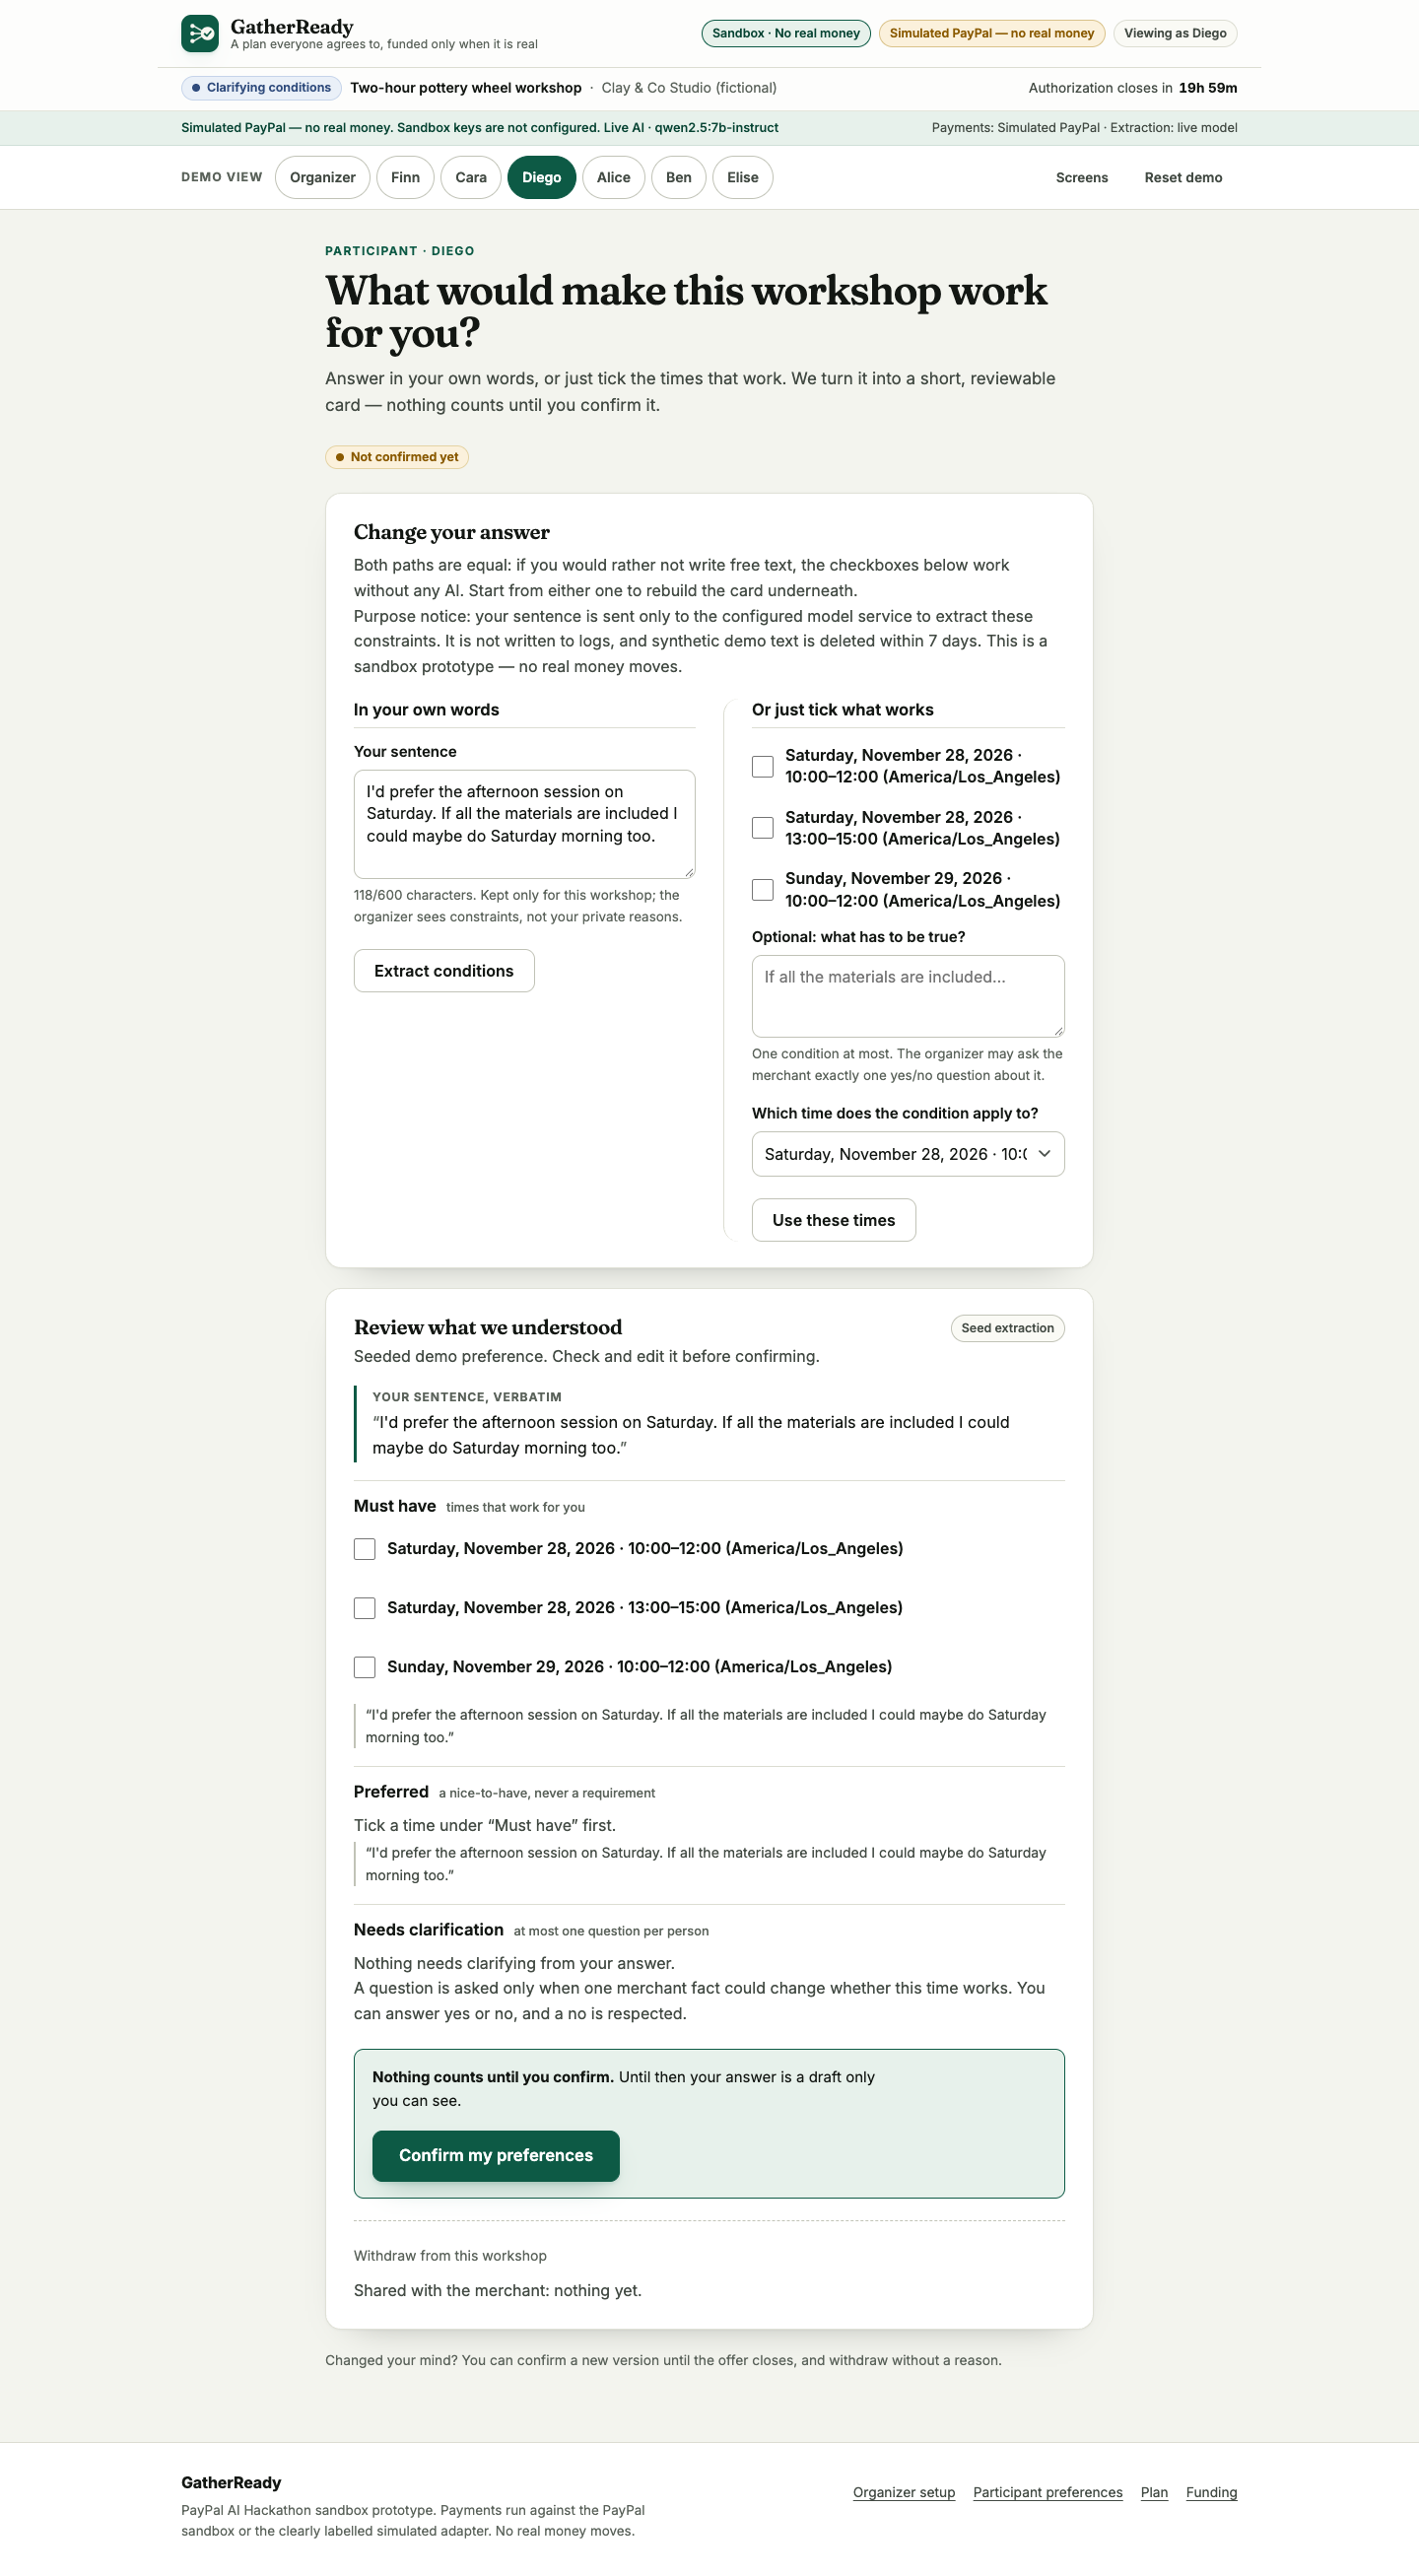 GatherReady
A plan everyone agrees to, funded only when it is real
Sandbox · No real money
Simulated PayPal — no real money
Viewing as Diego
Clarifying conditions
Two-hour pottery wheel workshop · Clay & Co Studio (fictional)
Authorization closes in 19h 59m
Simulated PayPal — no real money. Sandbox keys are not configured. Live AI · qwen2.5:7b-instruct
Payments: Simulated PayPal · Extraction: live model
DEMO VIEW
Organizer
Finn
Cara
Diego
Alice
Ben
Elise
Screens
Reset demo
PARTICIPANT · DIEGO
What would make this workshop work
for you?
Answer in your own words, or just tick the times that work. We turn it into a short, reviewable
card — nothing counts until you confirm it.
Not confirmed yet
Change your answer
Both paths are equal: if you would rather not write free text, the checkboxes below work
without any AI. Start from either one to rebuild the card underneath.
Purpose notice: your sentence is sent only to the configured model service to extract these
constraints. It is not written to logs, and synthetic demo text is deleted within 7 days. This is a
sandbox prototype — no real money moves.
In your own words
Your sentence
I'd prefer the afternoon session on
Saturday. If all the materials are included I
could maybe do Saturday morning too.
118/600 characters. Kept only for this workshop; the
organizer sees constraints, not your private reasons.
Extract conditions
Or just tick what works
Saturday, November 28, 2026 ·
10:00–12:00 (America/Los_Angeles)
Saturday, November 28, 2026 ·
13:00–15:00 (America/Los_Angeles)
Sunday, November 29, 2026 ·
10:00–12:00 (America/Los_Angeles)
Optional: what has to be true?
If all the materials are included…
One condition at most. The organizer may ask the
merchant exactly one yes/no question about it.
Which time does the condition apply to?
Saturday, November 28, 2026 · 10:0
Use these times
Review what we understood
Seed extraction
Seeded demo preference. Check and edit it before confirming.
YOUR SENTENCE, VERBATIM
“I'd prefer the afternoon session on Saturday. If all the materials are included I could
maybe do Saturday morning too.”
Must have times that work for you
Saturday, November 28, 2026 · 10:00–12:00 (America/Los_Angeles)
Saturday, November 28, 2026 · 13:00–15:00 (America/Los_Angeles)
Sunday, November 29, 2026 · 10:00–12:00 (America/Los_Angeles)
“I'd prefer the afternoon session on Saturday. If all the materials are included I could maybe do Saturday
morning too.”
Preferred a nice-to-have, never a requirement
Tick a time under “Must have” first.
“I'd prefer the afternoon session on Saturday. If all the materials are included I could maybe do Saturday
morning too.”
Needs clarification at most one question per person
Nothing needs clarifying from your answer.
A question is asked only when one merchant fact could change whether this time works. You
can answer yes or no, and a no is respected.
Nothing counts until you confirm. Until then your answer is a draft only
you can see.
Confirm my preferences
Withdraw from this workshop
Shared with the merchant: nothing yet.
Changed your mind? You can confirm a new version until the offer closes, and withdraw without a reason.
GatherReady
PayPal AI Hackathon sandbox prototype. Payments run against the PayPal
sandbox or the clearly labelled simulated adapter. No real money moves.
Organizer setup
Participant preferences
Plan
Funding